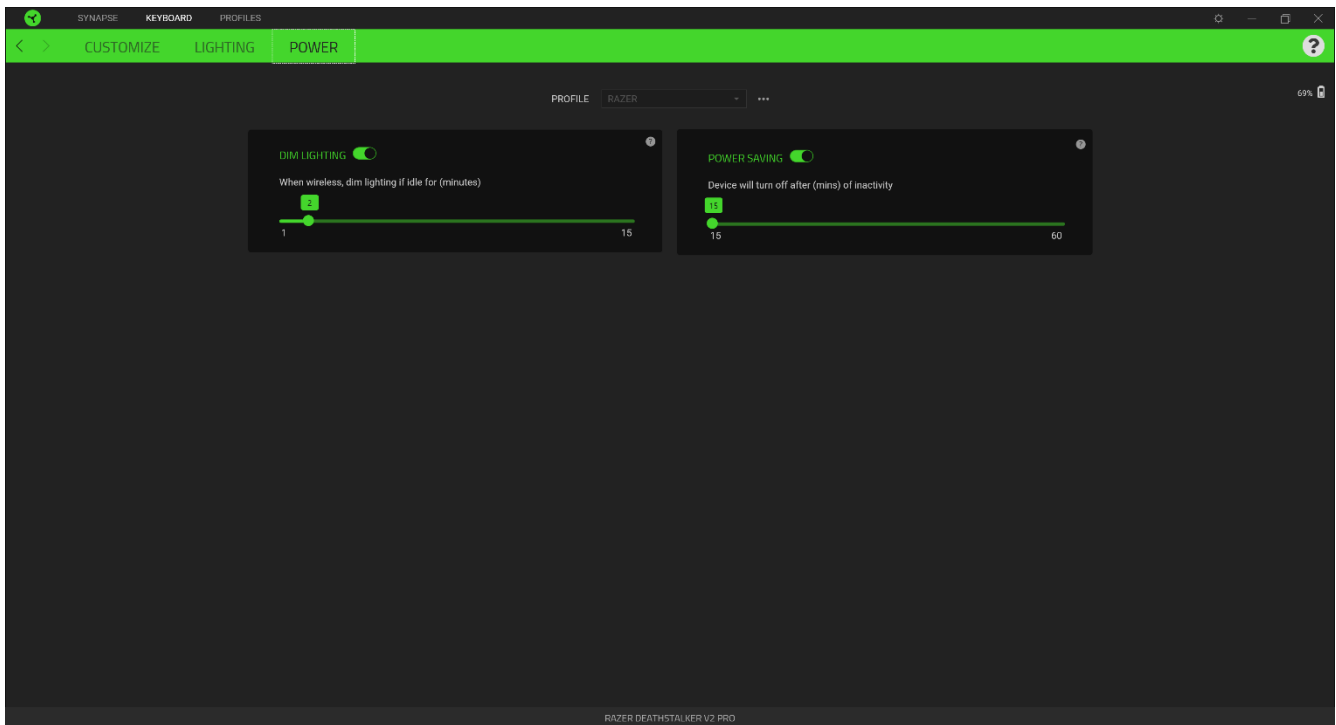 SYNAPSE KEYBOARD PROFILES
CUSTOMIZE LIGHTING POWER ?
PROFILE RAZER
69%
DIM LIGHTING ?
When wireless, dim lighting if idle for (minutes)
2
1 15
POWER SAVING ?
Device will turn off after (mins) of inactivity
15
15 60
RAZER DEATHSTALKER V2 PRO